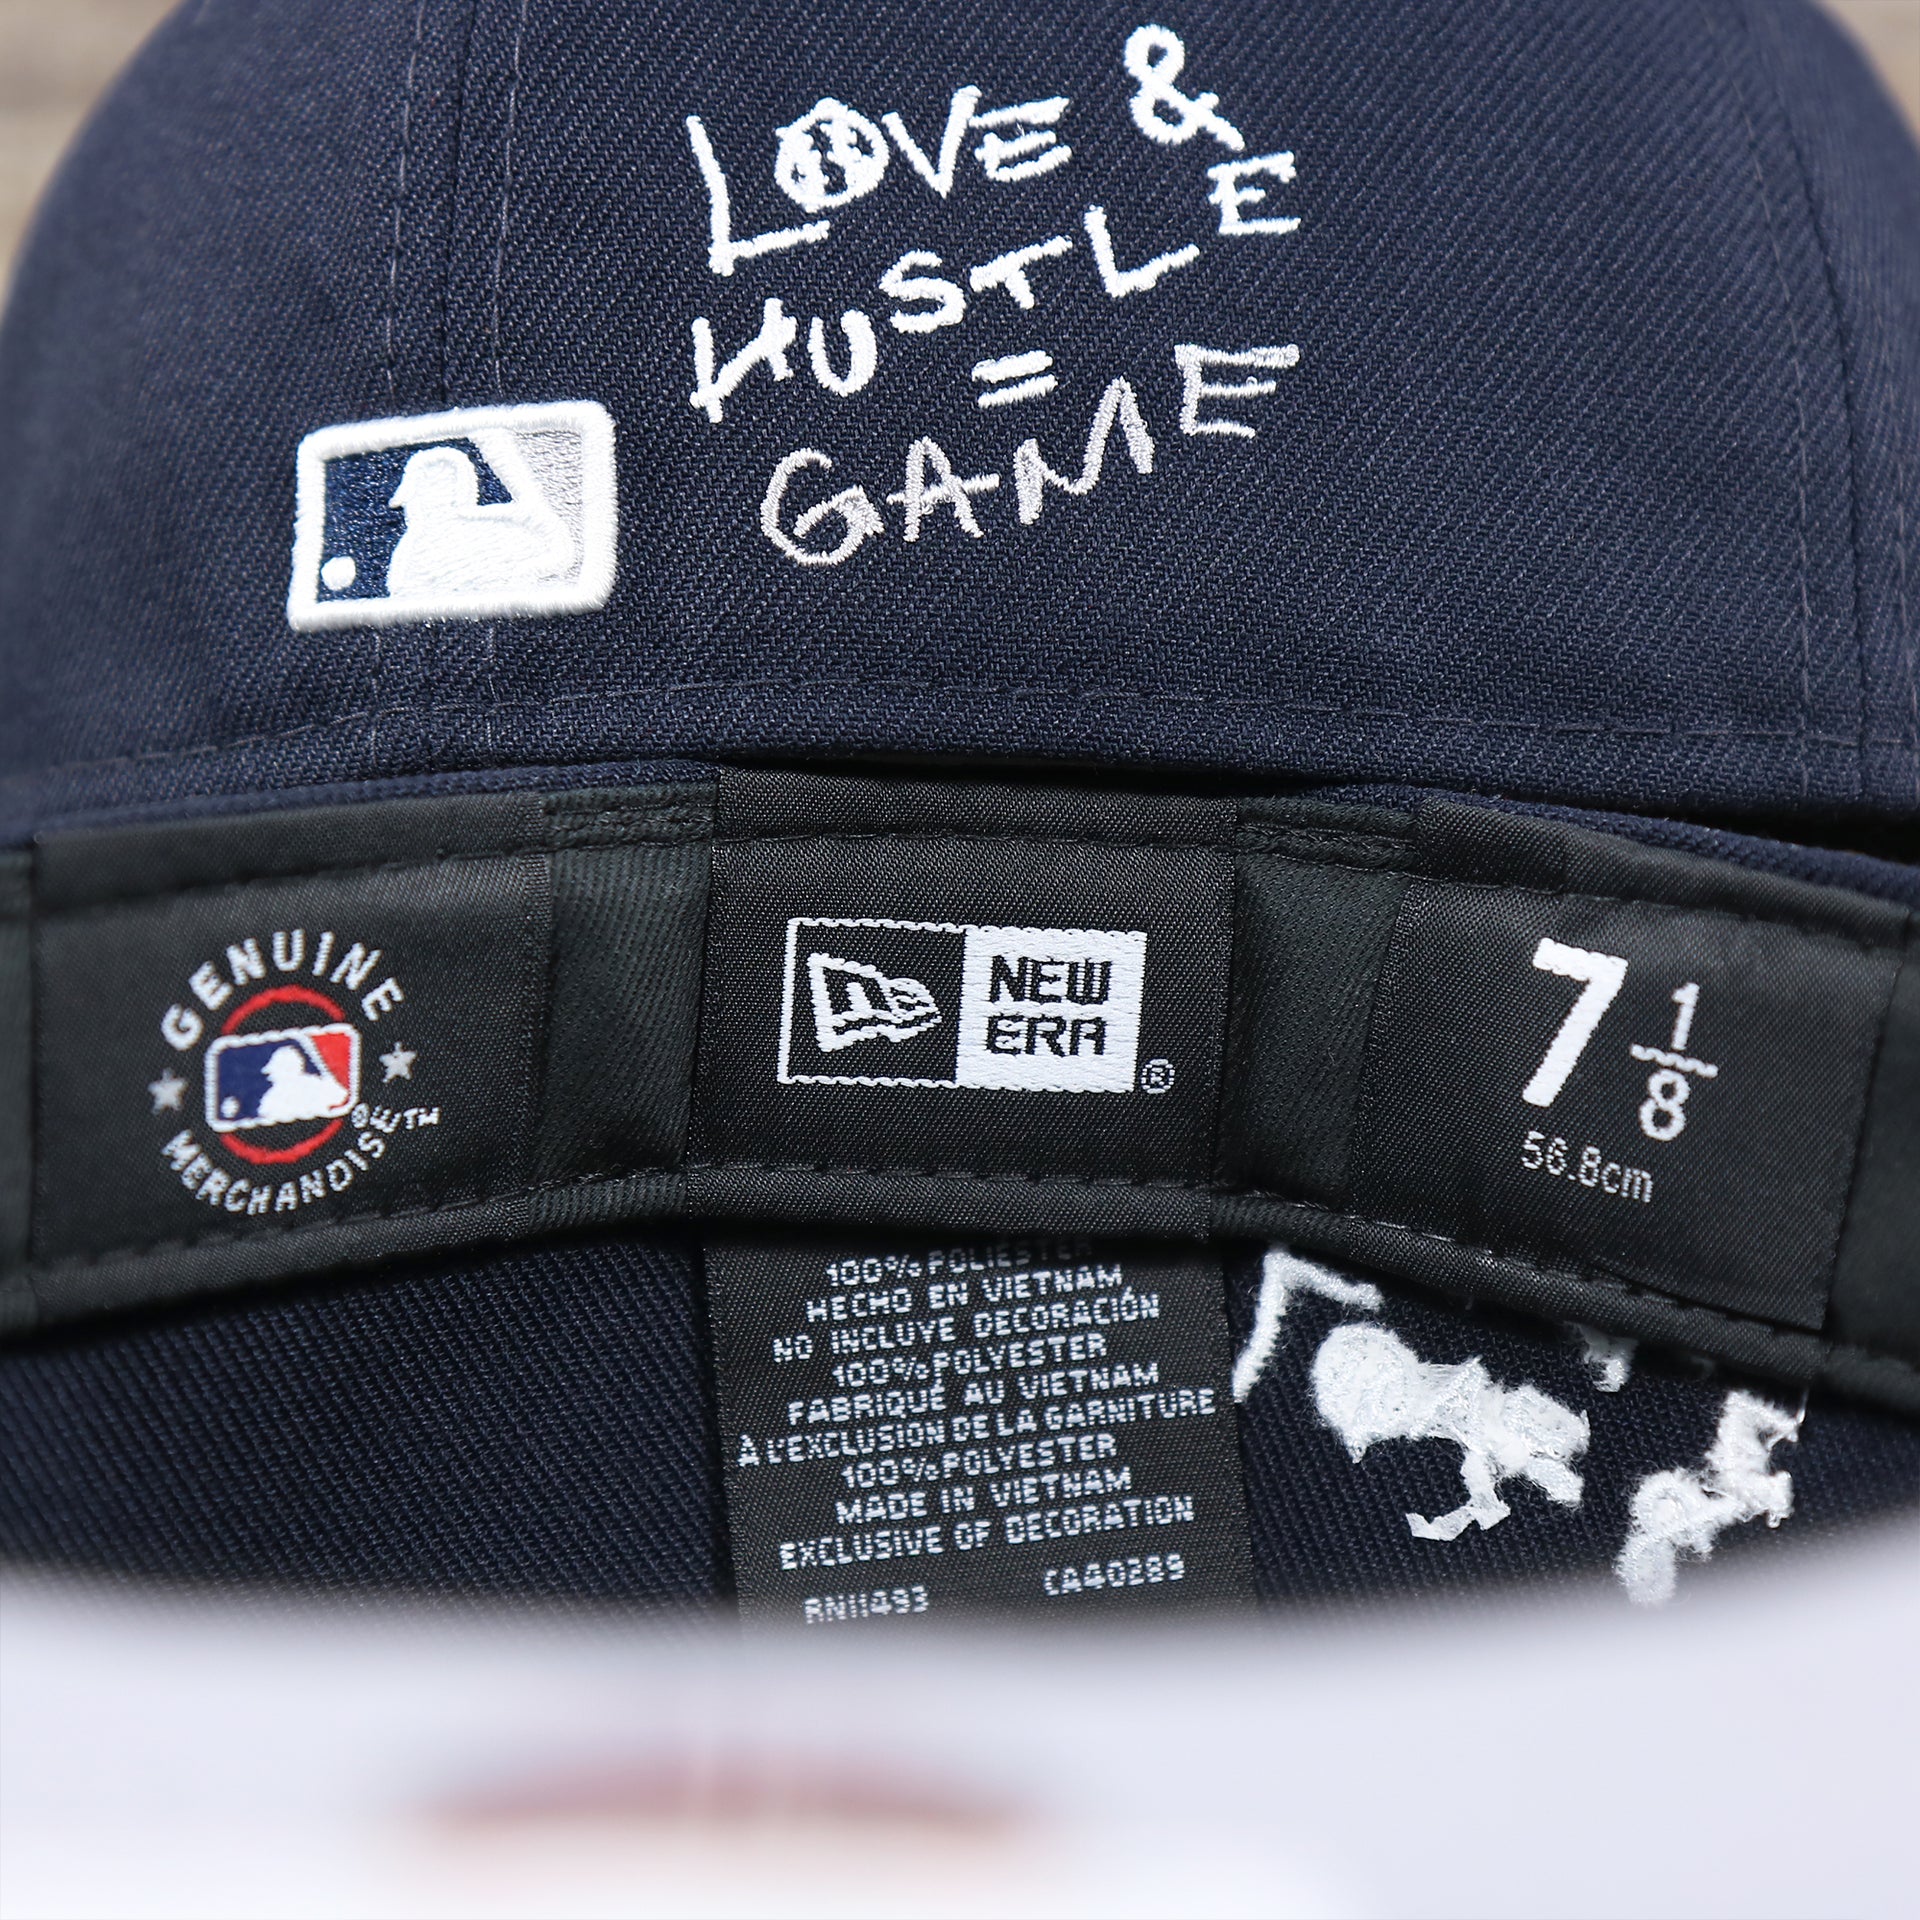 LOVE &
HUSTLE
=
GAME
GENUINE
MERCHANDISE™
NEW
ERA
®
7 1/8
56.8cm
100% POLIESTER
HECHO EN VIETNAM
NO INCLUYE DECORACIÓN
100% POLYESTER
FABRIQUÉ AU VIETNAM
À L'EXCLUSION DE LA GARNITURE
100% POLYESTER
MADE IN VIETNAM
EXCLUSIVE OF DECORATION
RN11493 CA40289